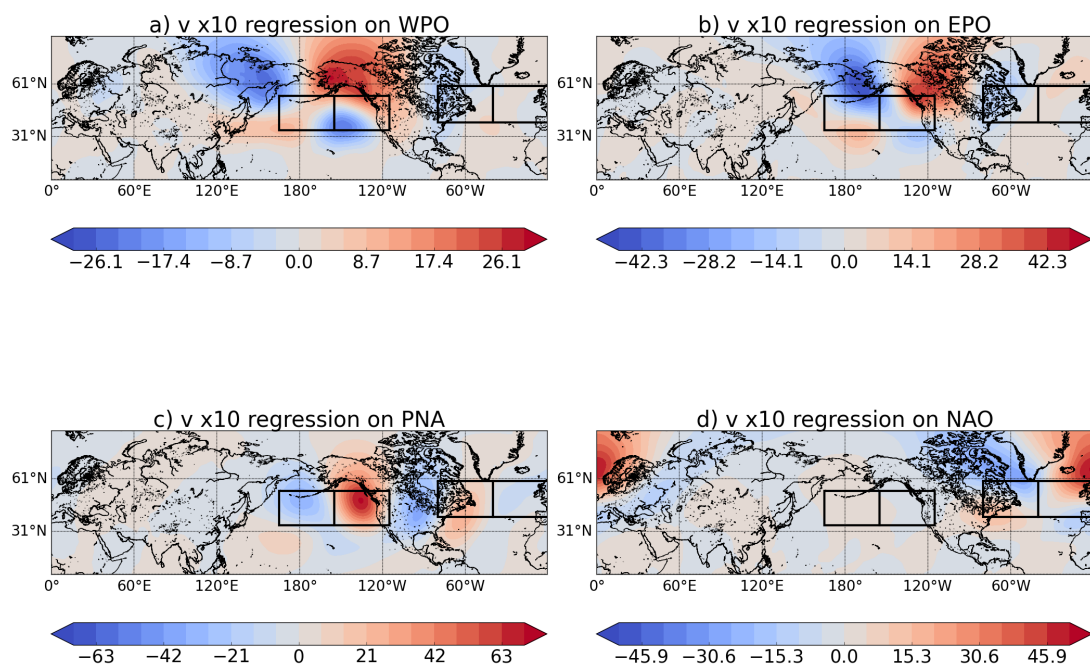 a) v x10 regression on WPO
b) v x10 regression on EPO
61°N
31°N
61°N
31°N
0°
60°E
120°E
180°
120°W
60°W
0°
60°E
120°E
180°
120°W
60°W
−26.1
−17.4
−8.7
0.0
8.7
17.4
26.1
−42.3
−28.2
−14.1
0.0
14.1
28.2
42.3
c) v x10 regression on PNA
d) v x10 regression on NAO
61°N
31°N
61°N
31°N
0°
60°E
120°E
180°
120°W
60°W
0°
60°E
120°E
180°
120°W
60°W
−63
−42
−21
0
21
42
63
−45.9
−30.6
−15.3
0.0
15.3
30.6
45.9